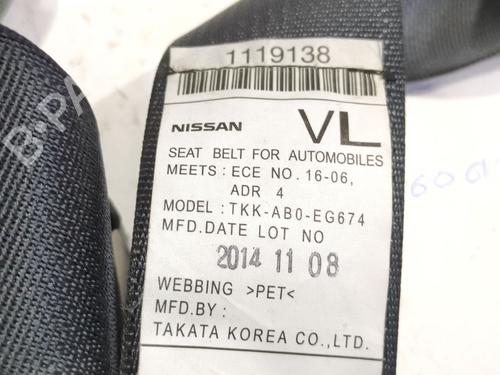 1119138
NISSAN VL
SEAT BELT FOR AUTOMOBILES
MEETS : ECE NO. 16-06,
ADR 4
MODEL : TKK-AB0-EG674
MFD.DATE LOT NO
2014 11 08
WEBBING >PET<
MFD.BY :
TAKATA KOREA CO.,LTD.
B-PARTS